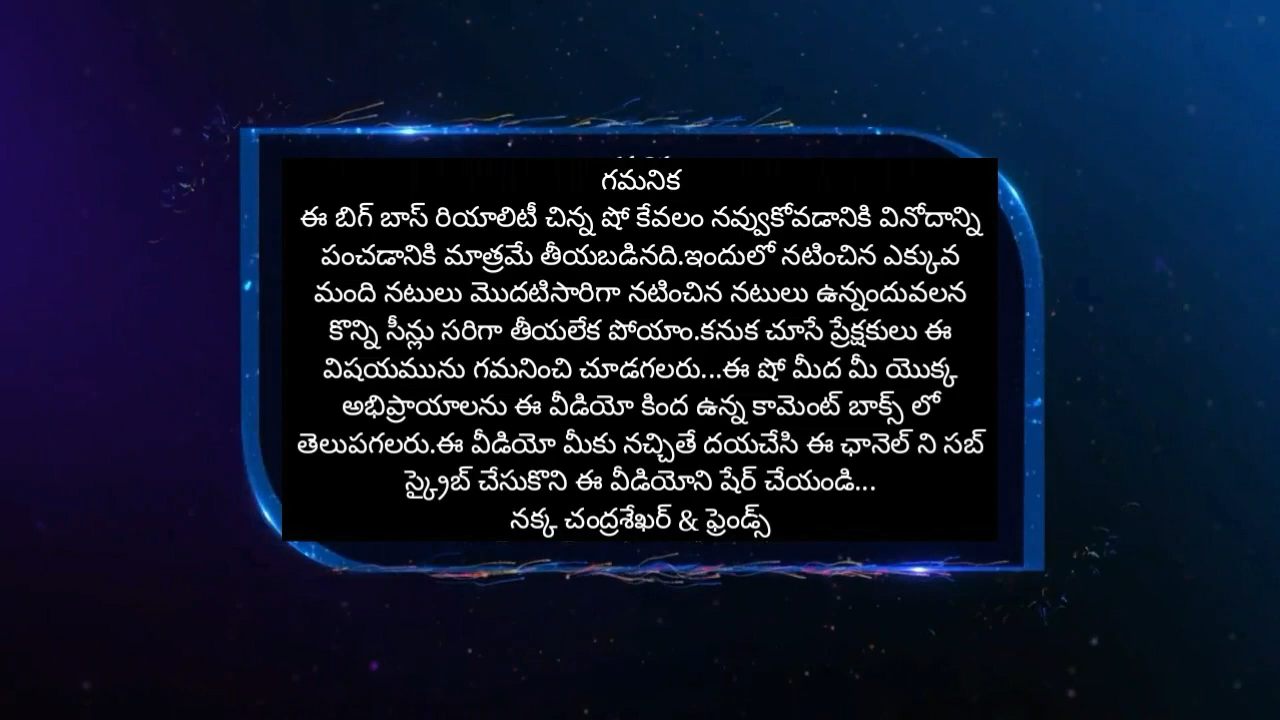 గమనిక
ఈ బిగ్ బాస్ రియాలిటీ చిన్న షో కేవలం నవ్వుకోవడానికి వినోదాన్ని
పంచడానికి మాత్రమే తీయబడినది.ఇందులో నటించిన ఎక్కువ
మంది నటులు మొదటిసారిగా నటించిన నటులు ఉన్నందువలన
కొన్ని సీన్లు సరిగా తీయలేక పోయాం.కనుక చూసే ప్రేక్షకులు ఈ
విషయమును గమనించి చూడగలరు...ఈ షో మీద మీ యొక్క
అభిప్రాయాలను ఈ వీడియో కింద ఉన్న కామెంట్ బాక్స్ లో
తెలుపగలరు.ఈ వీడియో మీకు నచ్చితే దయచేసి ఈ ఛానెల్ ని సబ్
స్క్రైబ్ చేసుకొని ఈ వీడియోని షేర్ చేయండి...
నక్క చంద్రశేఖర్ & ఫ్రెండ్స్